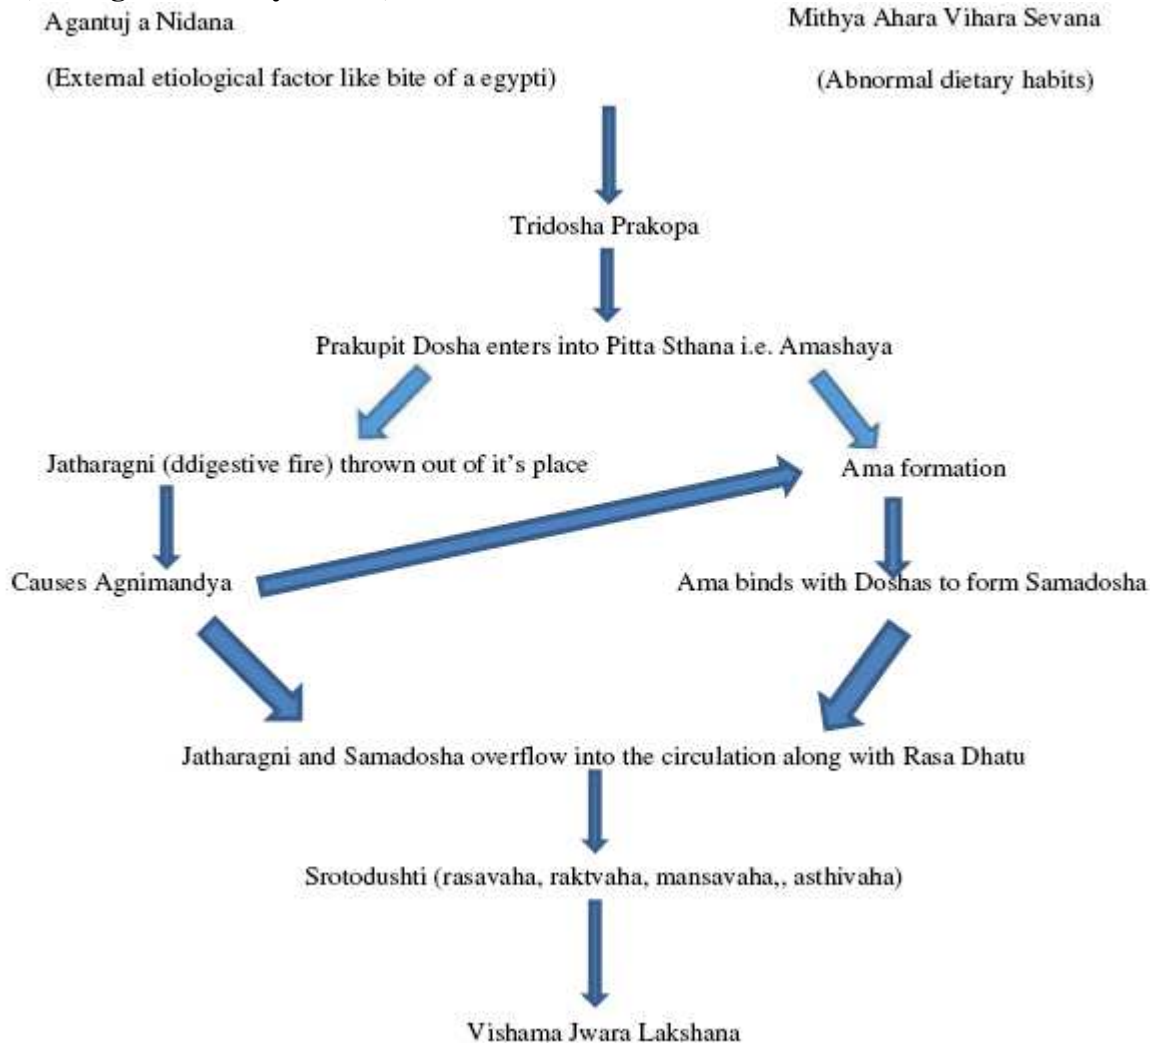 Agantuj a Nidana
Mithya Ahara Vihara Sevana
(External etiological factor like bite of a egypti)
(Abnormal dietary habits)
Tridosha Prakopa
Prakupit Dosha enters into Pitta Sthana i.e. Amashaya
Jatharagni (ddigestive fire) thrown out of it’s place
Ama formation
Causes Agnimandya
Ama binds with Doshas to form Samadosha
Jatharagni and Samadosha overflow into the circulation along with Rasa Dhatu
Srotodushti (rasavaha, raktvaha, mansavaha,, asthivaha)
Vishama Jwara Lakshana